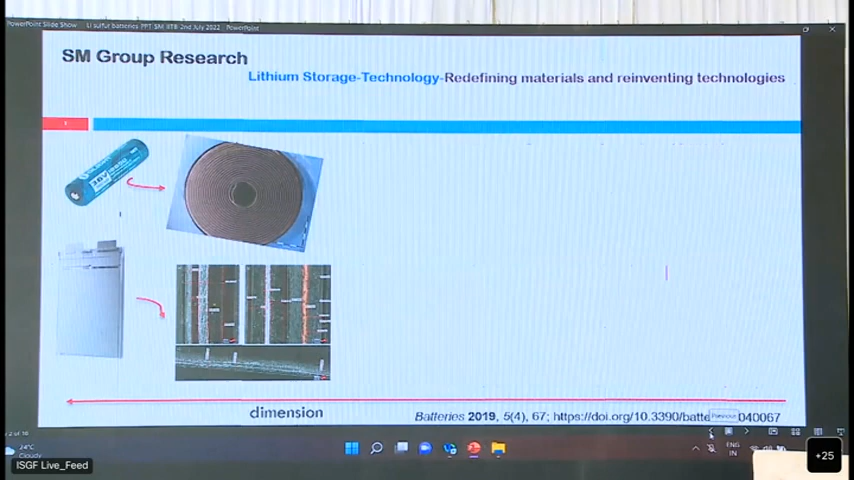 PowerPoint Slide Show
Li sulfur batteries PPT-SM IITB-2nd July 2022 - PowerPoint
SM Group Research
Lithium Storage-Technology-Redefining materials and reinventing technologies
dimension
Batteries 2019, 5(4), 67; https://doi.org/10.3390/batte
040067
Previous
24°C
Cloudy
ENG
IN
ISGF Live_Feed
+25